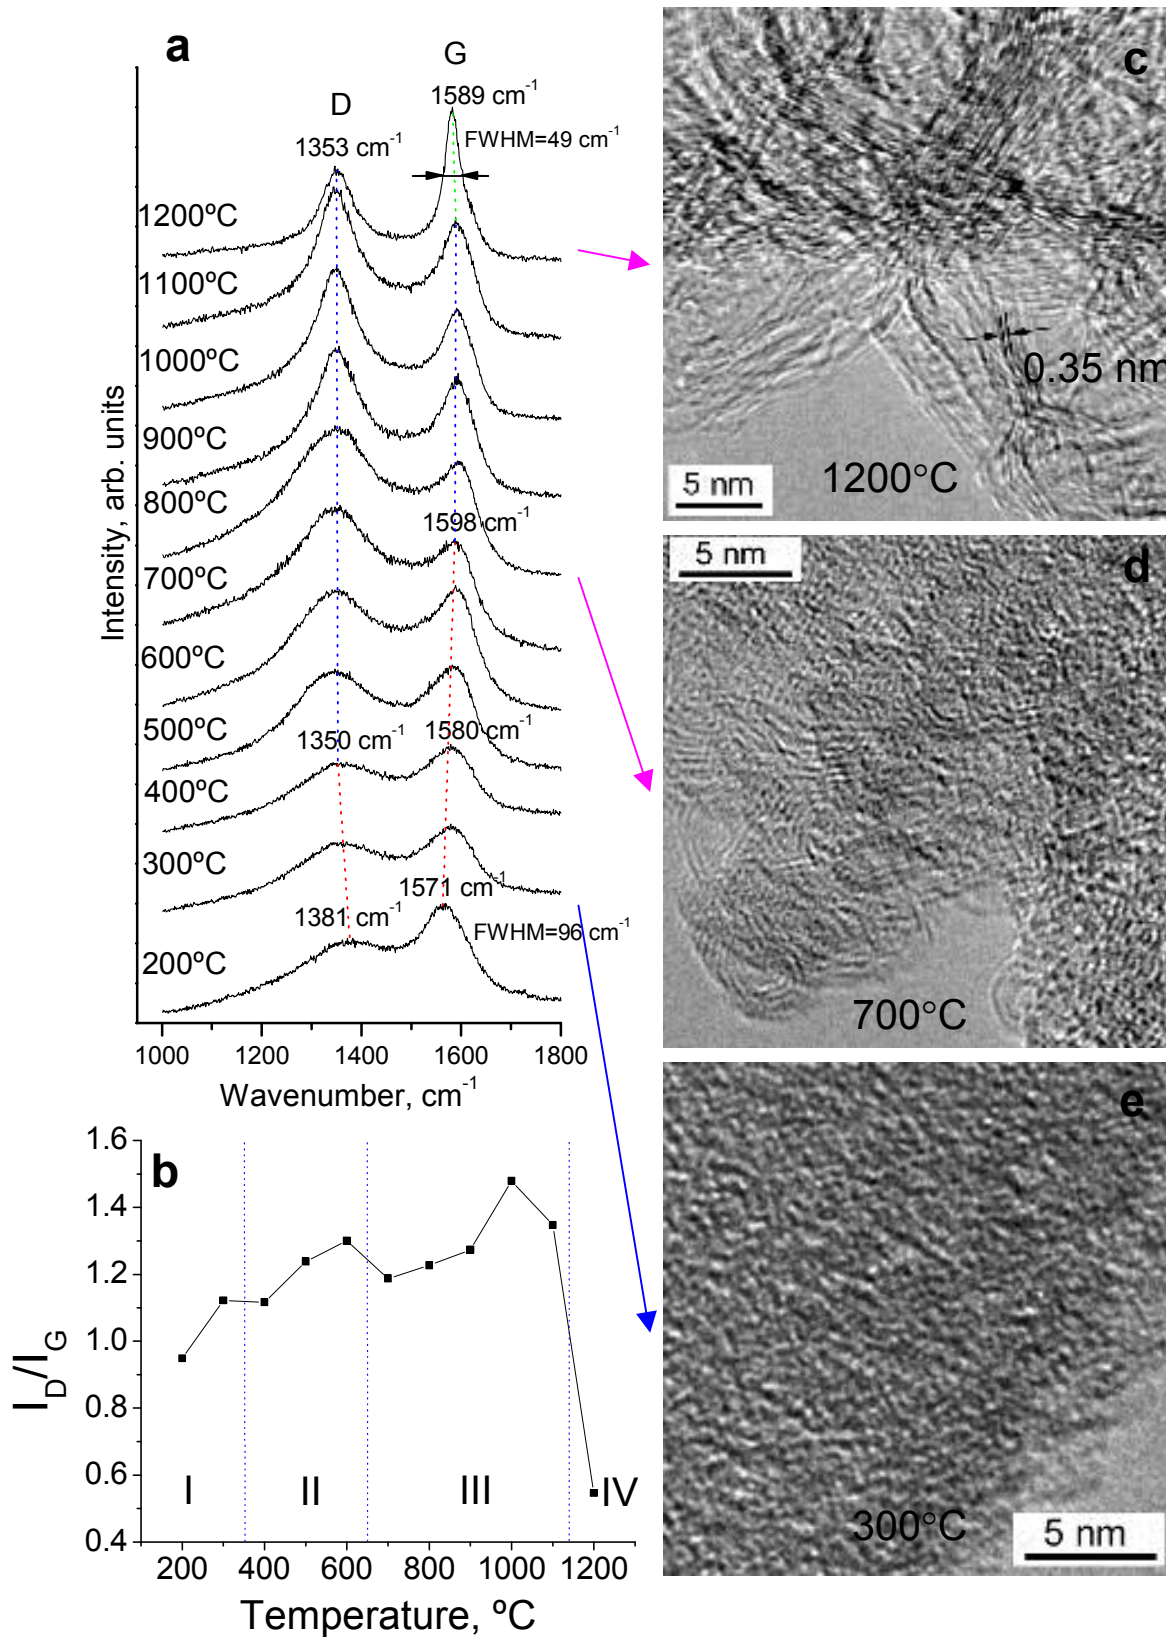 a
D
G
1589 cm⁻¹
FWHM=49 cm⁻¹
1353 cm⁻¹
1200ºC
1100ºC
1000ºC
900ºC
800ºC
1598 cm⁻¹
700ºC
600ºC
500ºC
1350 cm⁻¹
1580 cm⁻¹
400ºC
300ºC
1571 cm⁻¹
1381 cm⁻¹
FWHM=96 cm⁻¹
200ºC
Intensity, arb. units
1000 1200 1400 1600 1800
Wavenumber, cm⁻¹
b
1.6
1.4
1.2
1.0
0.8
0.6
0.4
I_D/I_G
I II III IV
200 400 600 800 1000 1200
Temperature, ºC
c
0.35 nm
5 nm
1200°C
5 nm
d
700°C
e
300°C
5 nm